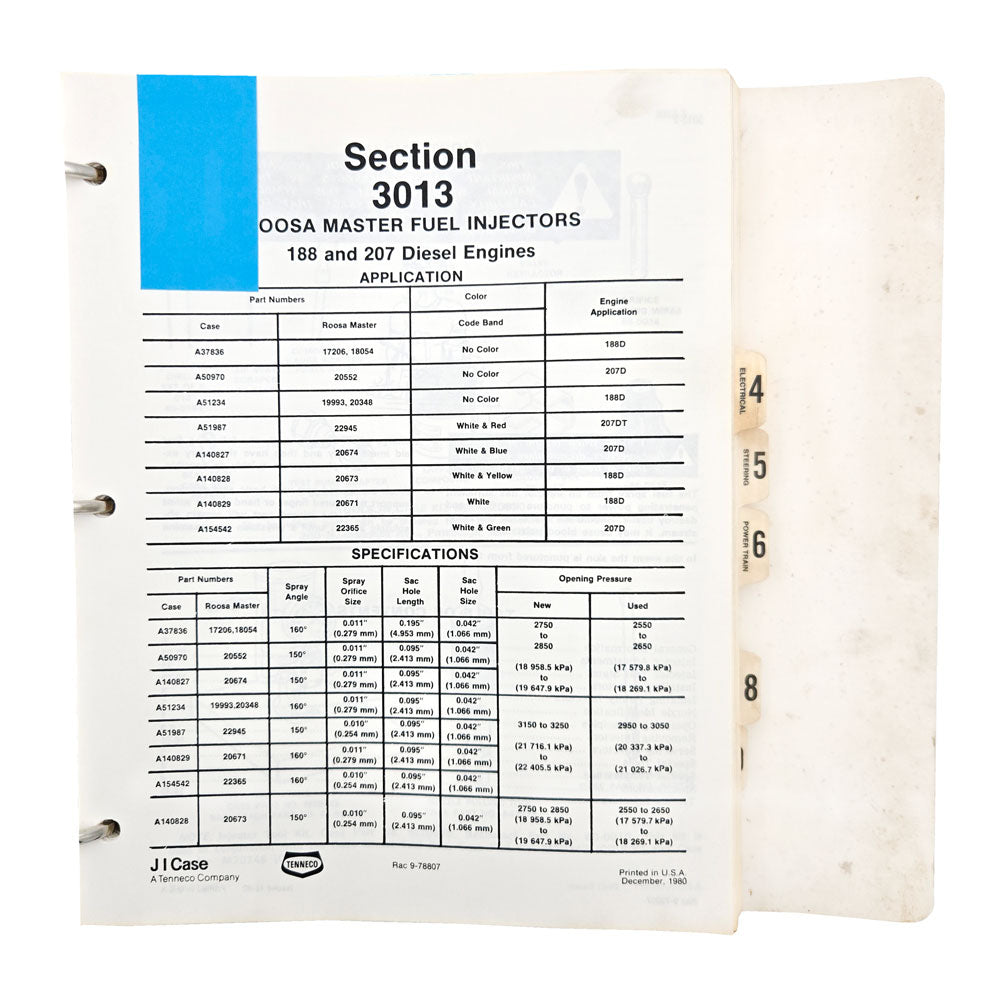 Section
3013
OOSA MASTER FUEL INJECTORS
188 and 207 Diesel Engines
APPLICATION
Part Numbers Color Engine Application
Case Roosa Master Code Band
A37836 17206, 18054 No Color 188D
A50970 20552 No Color 207D
A51234 19993, 20348 No Color 188D
A51987 22945 White & Red 207DT
A140827 20674 White & Blue 207D
A140828 20673 White & Yellow 188D
A140829 20671 White 188D
A154542 22365 White & Green 207D
SPECIFICATIONS
Part Numbers Spray Angle Spray Orifice Size Sac Hole Length Sac Hole Size Opening Pressure
Case Roosa Master New Used
A37836 17206,18054 160° 0.011" (0.279 mm) 0.195" (4.953 mm) 0.042" (1.066 mm) 2750 to 2850 2550 to 2650
A50970 20552 150° 0.011" (0.279 mm) 0.095" (2.413 mm) 0.042" (1.066 mm) (18 958.5 kPa) (17 579.8 kPa)
A140827 20674 150° 0.011" (0.279 mm) 0.095" (2.413 mm) 0.042" (1.066 mm) to (19 647.9 kPa) to (18 269.1 kPa)
A51234 19993,20348 160° 0.011" (0.279 mm) 0.095" (2.413 mm) 0.042" (1.066 mm)
A51987 22945 150° 0.010" (0.254 mm) 0.095" (2.413 mm) 0.042" (1.066 mm) 3150 to 3250 2950 to 3050
A140829 20671 160° 0.011" (0.279 mm) 0.095" (2.413 mm) 0.042" (1.066 mm) (21 716.1 kPa) to (20 337.3 kPa) to
A154542 22365 160° 0.010" (0.254 mm) 0.095" (2.413 mm) 0.042" (1.066 mm) (22 405.5 kPa) (21 026.7 kPa)
A140828 20673 150° 0.010" (0.254 mm) 0.095" (2.413 mm) 0.042" (1.066 mm) 2750 to 2850 (18 958.5 kPa) to (19 647.9 kPa) 2550 to 2650 (17 579.7 kPa) to (18 269.1 kPa)
J I Case
A Tenneco Company
TENNECO
Rac 9-78807
Printed in U.S.A.
December, 1980
4 ELECTRICAL
5 STEERING
6 POWER TRAIN
8